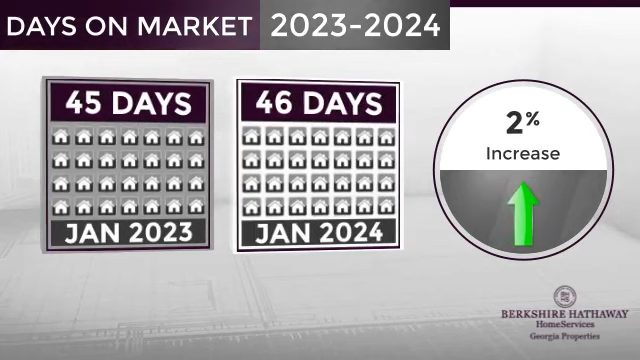 DAYS ON MARKET 2023-2024
45 DAYS
JAN 2023
46 DAYS
JAN 2024
2%
Increase
BERKSHIRE HATHAWAY
HomeServices
Georgia Properties